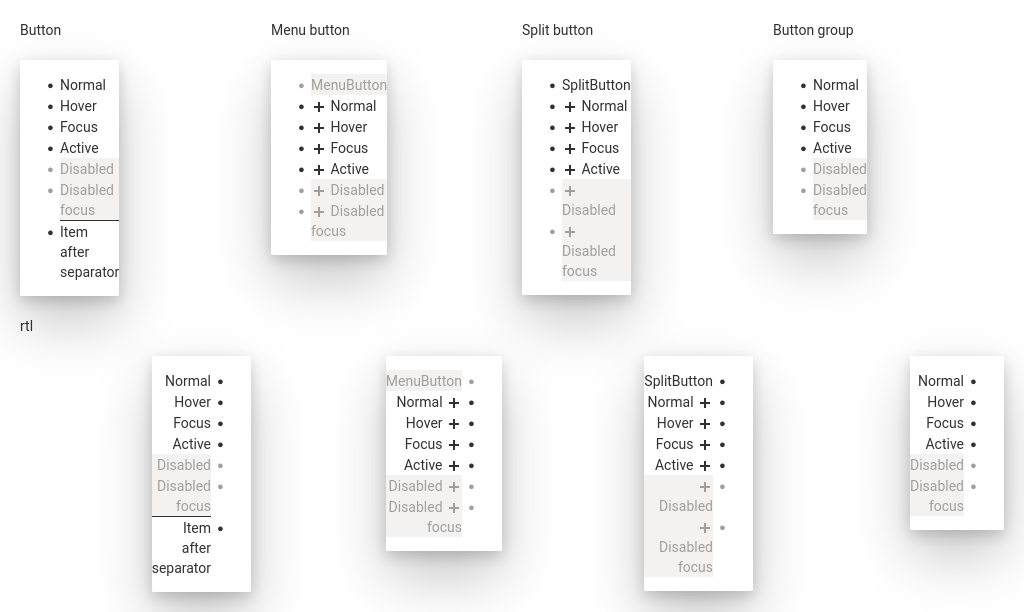 Button
Normal
Hover
Focus
Active
Disabled
Disabled
focus
Item
after
separator
Menu button
MenuButton
Normal
Hover
Focus
Active
Disabled
Disabled
focus
Split button
SplitButton
Normal
Hover
Focus
Active
Disabled
Disabled
focus
Button group
Normal
Hover
Focus
Active
Disabled
Disabled
focus
rtl
Normal
Hover
Focus
Active
Disabled
Disabled
focus
Item
after
separator
MenuButton
Normal
Hover
Focus
Active
Disabled
Disabled
focus
SplitButton
Normal
Hover
Focus
Active
Disabled
Disabled
focus
Normal
Hover
Focus
Active
Disabled
Disabled
focus